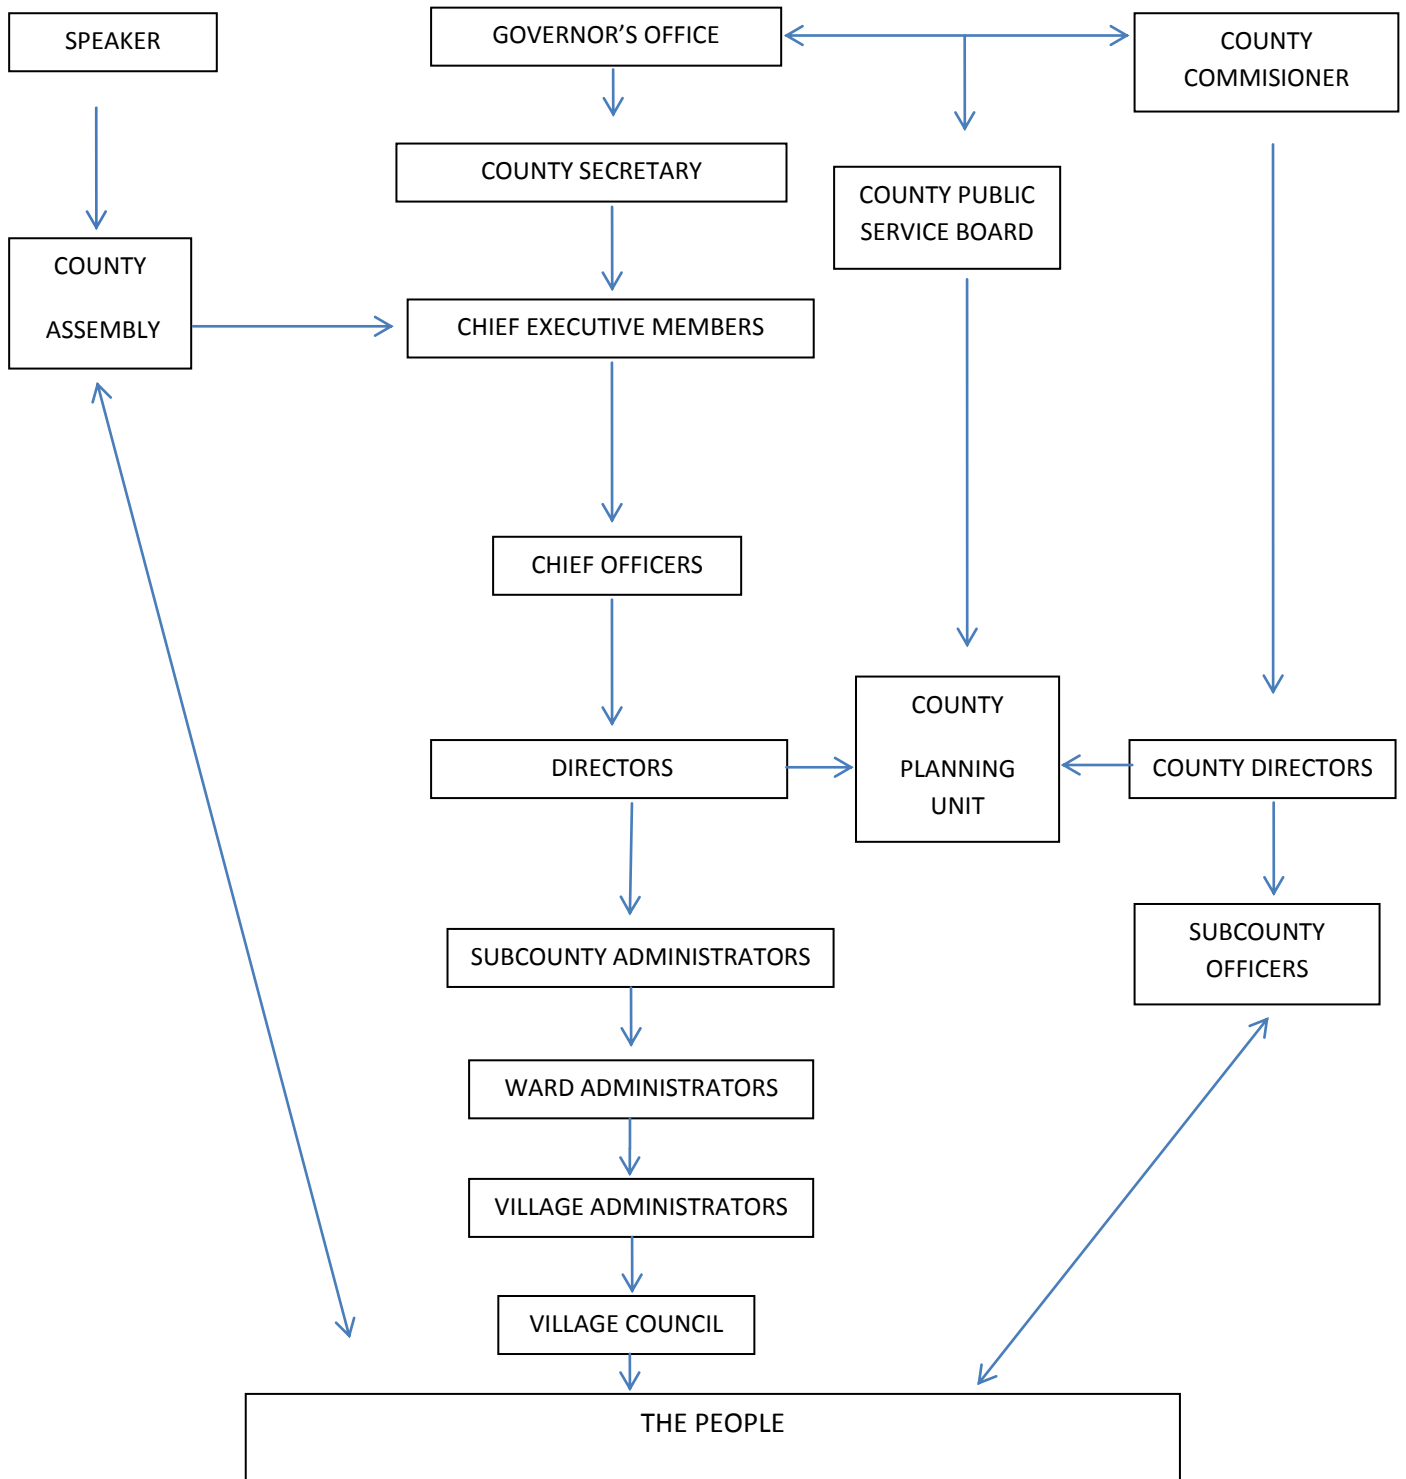 SPEAKER
GOVERNOR’S OFFICE
COUNTY
COMMISIONER
COUNTY SECRETARY
COUNTY PUBLIC
SERVICE BOARD
COUNTY
ASSEMBLY
CHIEF EXECUTIVE MEMBERS
CHIEF OFFICERS
COUNTY
PLANNING
UNIT
DIRECTORS
COUNTY DIRECTORS
SUBCOUNTY ADMINISTRATORS
SUBCOUNTY
OFFICERS
WARD ADMINISTRATORS
VILLAGE ADMINISTRATORS
VILLAGE COUNCIL
THE PEOPLE